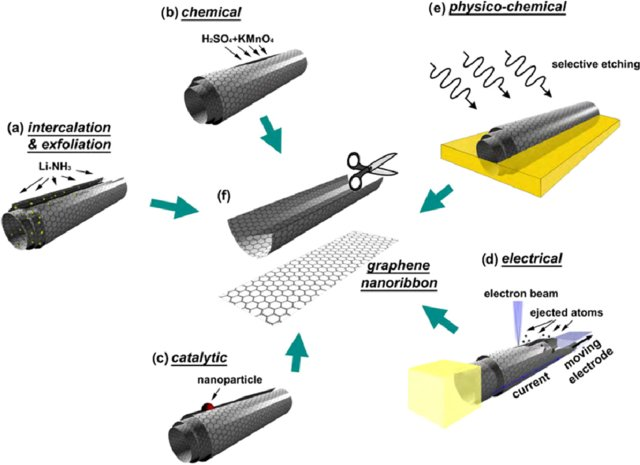 (b) chemical
H₂SO₄+KMnO₄
(e) physico-chemical
selective etching
(a) intercalation
& exfoliation
Li,NH₃
(f)
graphene
nanoribbon
(d) electrical
electron beam
ejected atoms
current
moving
electrode
(c) catalytic
nanoparticle